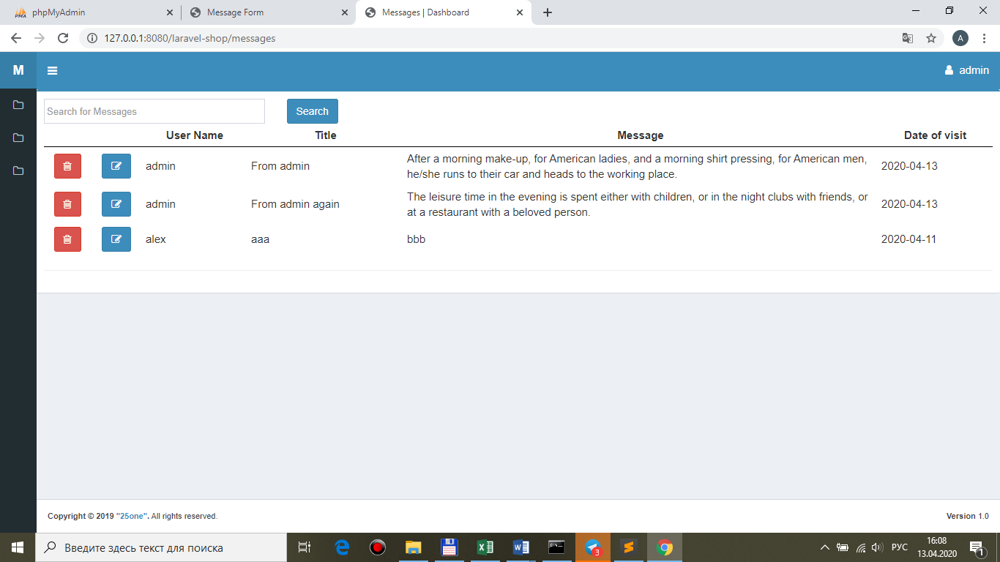 phpMyAdmin
Message Form
Messages | Dashboard
127.0.0.1:8080/laravel-shop/messages
A
M
admin
Search for Messages
Search
User Name Title Message Date of visit
admin From admin After a morning make-up, for American ladies, and a morning shirt pressing, for American men, 2020-04-13
he/she runs to their car and heads to the working place.
admin From admin again The leisure time in the evening is spent either with children, or in the night clubs with friends, or 2020-04-13
at a restaurant with a beloved person.
alex aaa bbb 2020-04-11
Copyright © 2019 "25one". All rights reserved.
Version 1.0
Введите здесь текст для поиска
3
РУС
16:08
13.04.2020
1